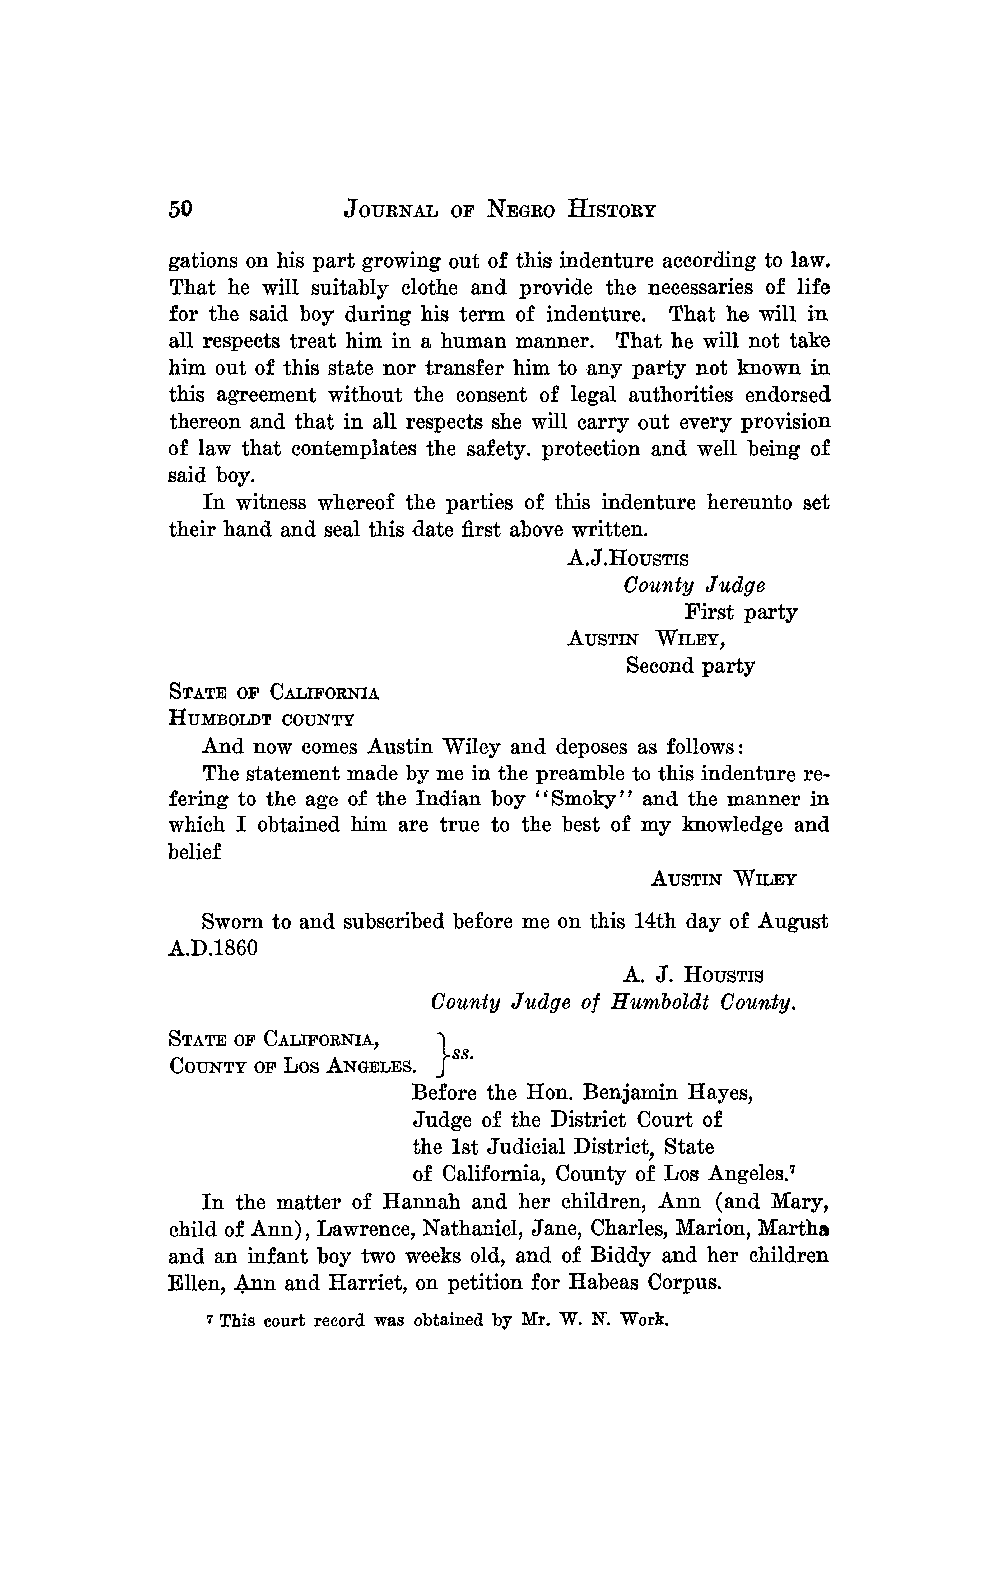 50 JOURNAL OF NEGRO HISTORY
gations on his part growing out of this indenture according to law.
That he will suitably clothe and provide the necessaries of life
for the said boy during his term of indenture. That he will in
all respects treat him in a human manner. That he will not take
him out of this state nor transfer him to any party not known in
this agreement without the consent of legal authorities endorsed
thereon and that in all respects she will carry out every provision
of law that contemplates the safety. protection and well being of
said boy.
In witness whereof the parties of this indenture hereunto set
their hand and seal this date first above written.
A.J.HOUSTIS
County Judge
First party
AUSTIN WILEY,
Second party
STATE OF CALIFORNIA
HUMBOLDT COUNTY
And now comes Austin Wiley and deposes as follows:
The statement made by me in the preamble to this indenture re-
fering to the age of the Indian boy "Smoky" and the manner in
which I obtained him are true to the best of my knowledge and
belief
AUSTIN WILEY
Sworn to and subscribed before me on this 14th day of August
A.D.1860
A. J. HOUSTIS
County Judge of Humboldt County.
STATE OF CALIFORNIA,
COUNTY OF LOS ANGELES. } ss.
Before the Hon. Benjamin Hayes,
Judge of the District Court of
the 1st Judicial District, State
of California, County of Los Angeles.⁷
In the matter of Hannah and her children, Ann (and Mary,
child of Ann), Lawrence, Nathaniel, Jane, Charles, Marion, Martha
and an infant boy two weeks old, and of Biddy and her children
Ellen, Ann and Harriet, on petition for Habeas Corpus.
⁷ This court record was obtained by Mr. W. N. Work.